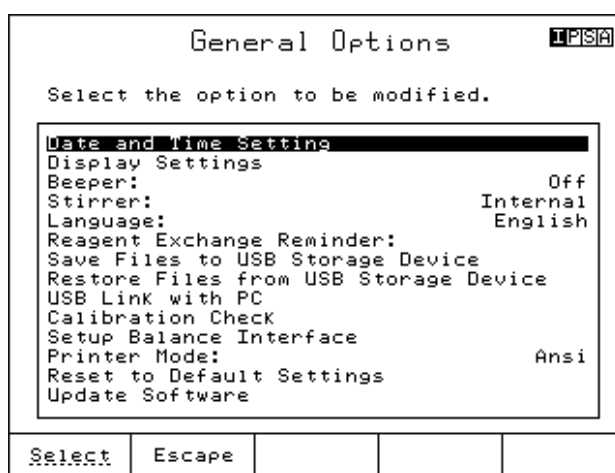 General Options IPSA
Select the option to be modified.
Date and Time Setting
Display Settings
Beeper: Off
Stirrer: Internal
Language: English
Reagent Exchange Reminder:
Save Files to USB Storage Device
Restore Files from USB Storage Device
USB Link with PC
Calibration Check
Setup Balance Interface
Printer Mode: Ansi
Reset to Default Settings
Update Software
Select Escape